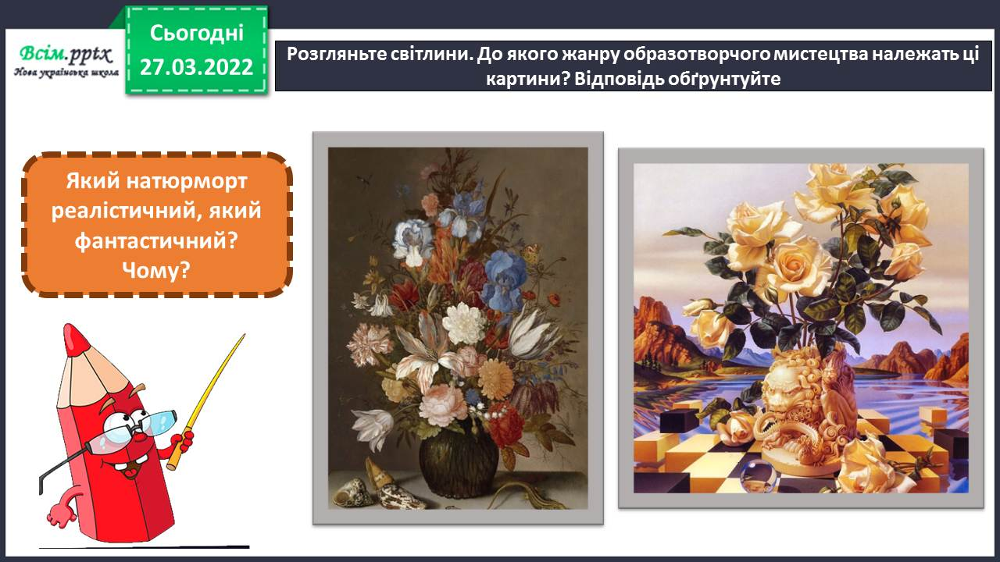 Сьогодні
27.03.2022
Всім.pptx
Нова українська школа
Розгляньте світлини. До якого жанру образотворчого мистецтва належать ці
картини? Відповідь обґрунтуйте
Який натюрморт
реалістичний, який
фантастичний?
Чому?